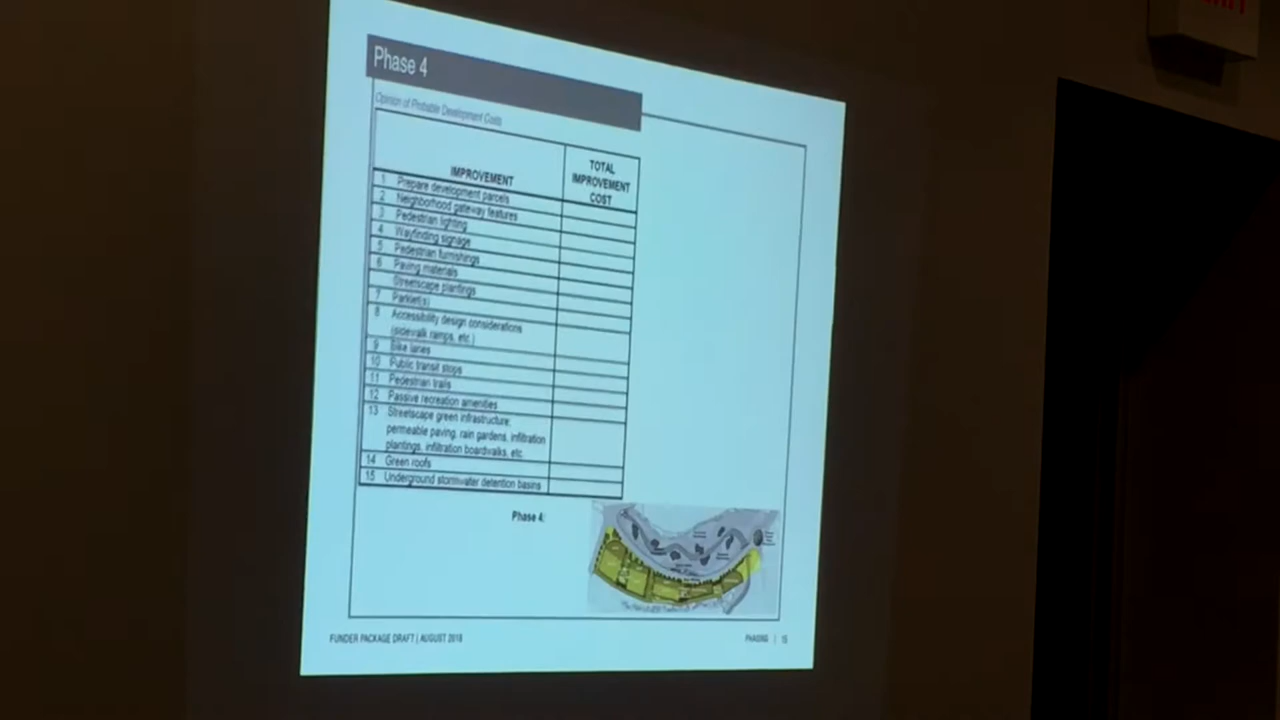 Phase 4
Opinion of Probable Development Costs
IMPROVEMENT
TOTAL
IMPROVEMENT
COST
1 Prepare development parcels
2 Neighborhood gateway features
3 Pedestrian lighting
4 Wayfinding signage
5 Pedestrian furnishings
6 Paving materials
Streetscape plantings
7 Parklet(s)
8 Accessibility design considerations
(sidewalk ramps, etc.)
9 Bike lanes
10 Public transit stops
11 Pedestrian trails
12 Passive recreation amenities
13 Streetscape green infrastructure;
permeable paving, rain gardens, infiltration
plantings, infiltration boardwalks, etc.
14 Green roofs
15 Underground stormwater detention basins
Phase 4:
FUNDER PACKAGE DRAFT | AUGUST 2018
PHASING | 15